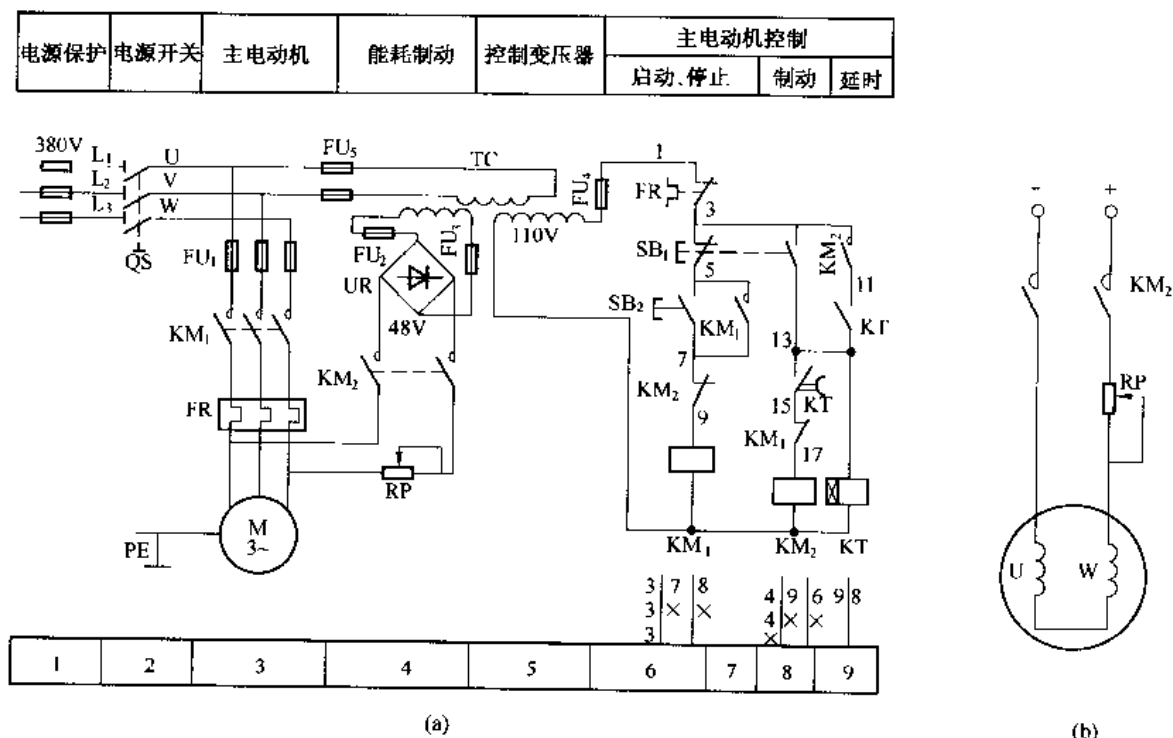 电源保护 电源开关 主电动机 能耗制动 控制变压器 主电动机控制
启动、停止 制动 延时
380V
L₁ U FU₅ TC 1
L₂ V FU₄ FR
L₃ W 3
110V KM₂
QS FU₁ FU₂ SB₁ 5 11
UR
48V SB₂ KM₁ 13 KT
KM₁ 7
KM₂ KM₂ 15 KT
9 KM₁ 17
FR
RP
M
3~
PE
KM₁ KM₂ KT
3 7 8 4 9 6 9 8
3 × × 4 × ×
3 ×
1 2 3 4 5 6 7 8 9
(a)
- +
KM₂
RP
U W
(b)